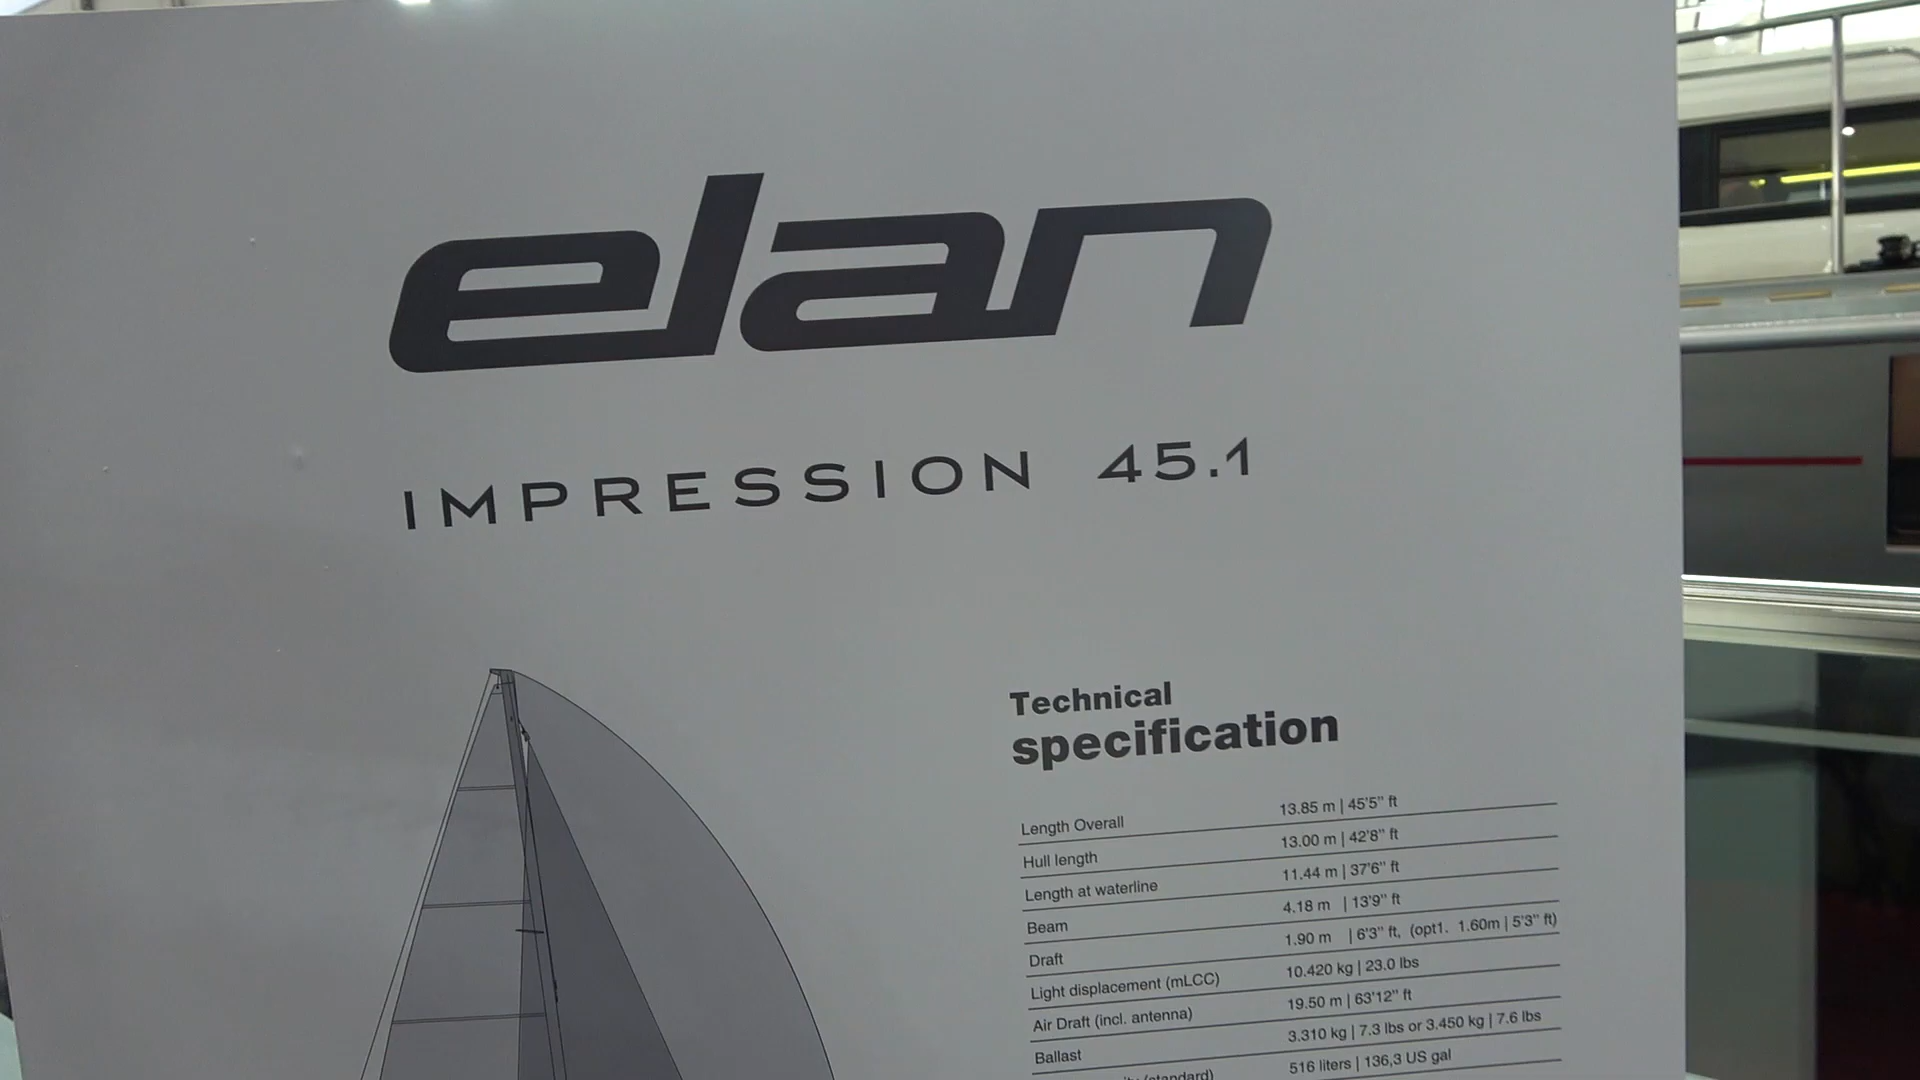 elan
IMPRESSION 45.1
Technical
specification
Length Overall 13.85 m | 45'5" ft
Hull length 13.00 m | 42'8" ft
Length at waterline 11.44 m | 37'6" ft
Beam 4.18 m | 13'9" ft
Draft 1.90 m | 6'3" ft, (opt1. 1.60m | 5'3" ft)
Light displacement (mLCC) 10.420 kg | 23.0 lbs
Air Draft (incl. antenna) 19.50 m | 63'12" ft
Ballast 3.310 kg | 7.3 lbs or 3.450 kg | 7.6 lbs
(standard) 516 liters | 136,3 US gal